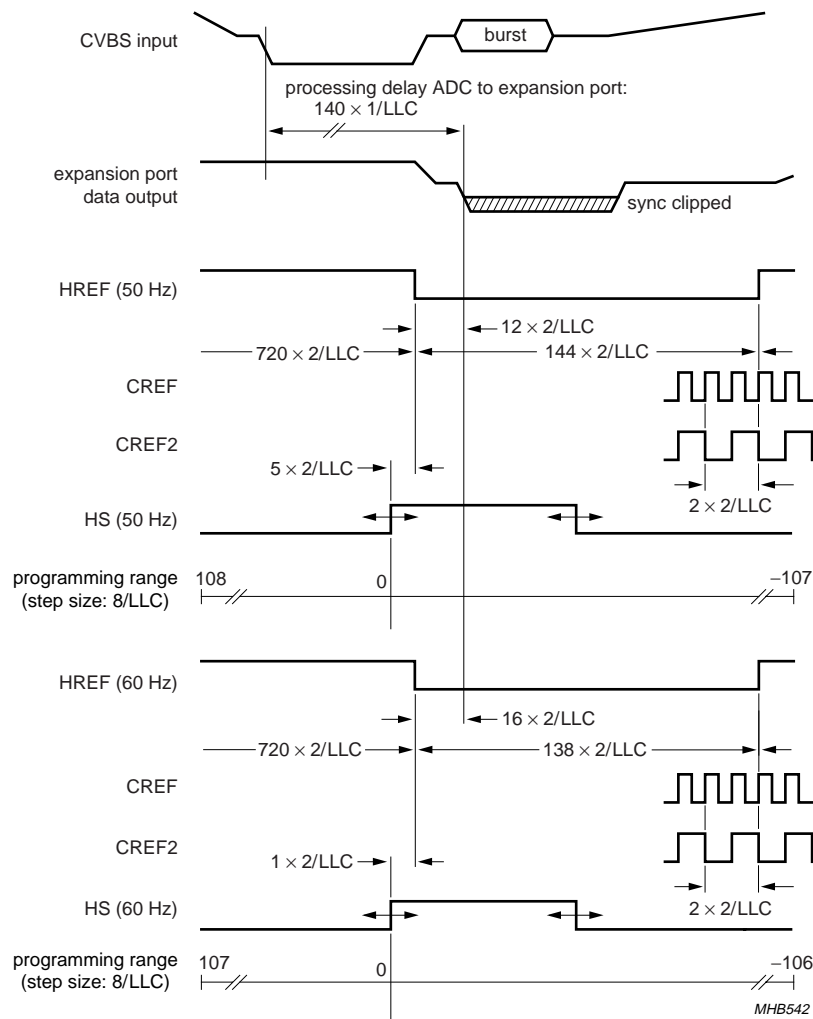 CVBS input
burst
processing delay ADC to expansion port:
140 × 1/LLC
expansion port
data output
sync clipped
HREF (50 Hz)
12 × 2/LLC
720 × 2/LLC
144 × 2/LLC
CREF
CREF2
5 × 2/LLC
2 × 2/LLC
HS (50 Hz)
programming range
(step size: 8/LLC)
108
0
−107
HREF (60 Hz)
16 × 2/LLC
720 × 2/LLC
138 × 2/LLC
CREF
CREF2
1 × 2/LLC
2 × 2/LLC
HS (60 Hz)
programming range
(step size: 8/LLC)
107
0
−106
MHB542